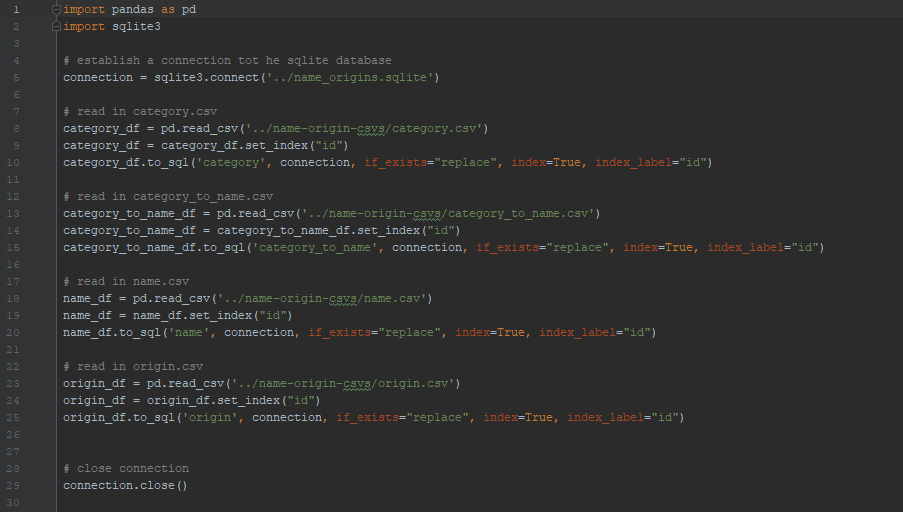 1 import pandas as pd
2 import sqlite3
3
4 # establish a connection tot he sqlite database
5 connection = sqlite3.connect('../name_origins.sqlite')
6
7 # read in category.csv
8 category_df = pd.read_csv('../name-origin-csvs/category.csv')
9 category_df = category_df.set_index("id")
10 category_df.to_sql('category', connection, if_exists="replace", index=True, index_label="id")
11
12 # read in category_to_name.csv
13 category_to_name_df = pd.read_csv('../name-origin-csvs/category_to_name.csv')
14 category_to_name_df = category_to_name_df.set_index("id")
15 category_to_name_df.to_sql('category_to_name', connection, if_exists="replace", index=True, index_label="id")
16
17 # read in name.csv
18 name_df = pd.read_csv('../name-origin-csvs/name.csv')
19 name_df = name_df.set_index("id")
20 name_df.to_sql('name', connection, if_exists="replace", index=True, index_label="id")
21
22 # read in origin.csv
23 origin_df = pd.read_csv('../name-origin-csvs/origin.csv')
24 origin_df = origin_df.set_index("id")
25 origin_df.to_sql('origin', connection, if_exists="replace", index=True, index_label="id")
26
27
28 # close connection
29 connection.close()
30